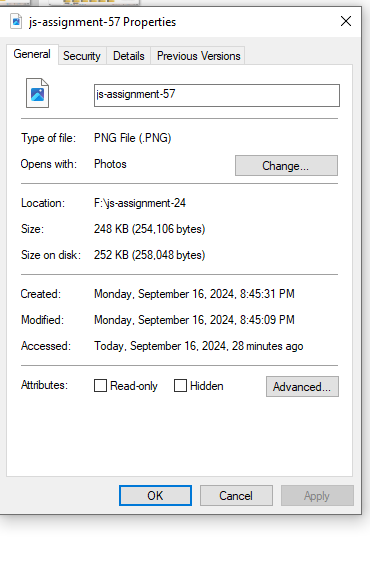 js-assignment-57 Properties
General Security Details Previous Versions
js-assignment-57
Type of file: PNG File (.PNG)
Opens with: Photos Change...
Location: F:\js-assignment-24
Size: 248 KB (254,106 bytes)
Size on disk: 252 KB (258,048 bytes)
Created: Monday, September 16, 2024, 8:45:31 PM
Modified: Monday, September 16, 2024, 8:45:09 PM
Accessed: Today, September 16, 2024, 28 minutes ago
Attributes: Read-only Hidden Advanced...
OK Cancel Apply